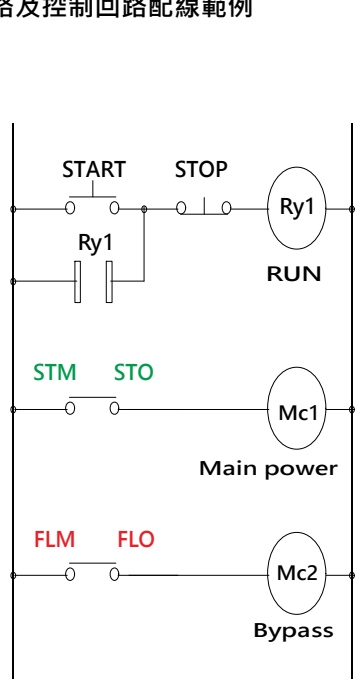 路及控制回路配線範例
START STOP
Ry1
Ry1
RUN
STM STO
Mc1
Main power
FLM FLO
Mc2
Bypass